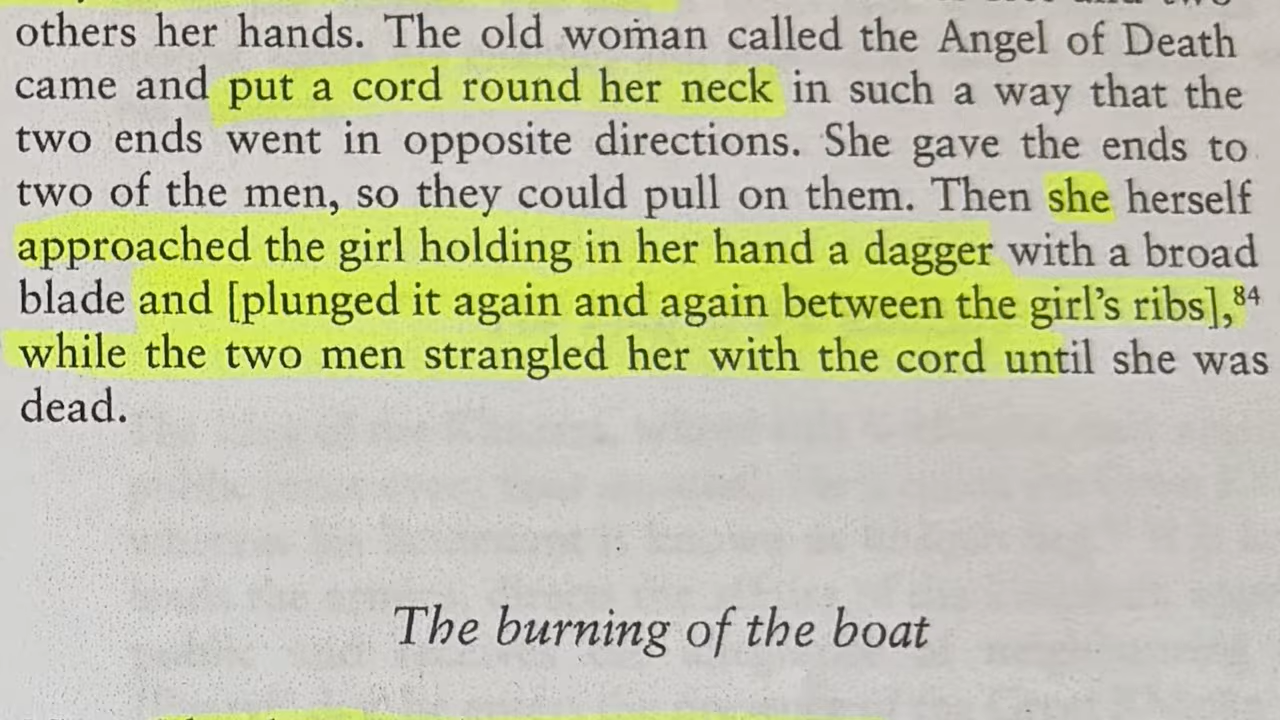 others her hands. The old woman called the Angel of Death
came and put a cord round her neck in such a way that the
two ends went in opposite directions. She gave the ends to
two of the men, so they could pull on them. Then she herself
approached the girl holding in her hand a dagger with a broad
blade and [plunged it again and again between the girl's ribs],⁸⁴
while the two men strangled her with the cord until she was
dead.
The burning of the boat